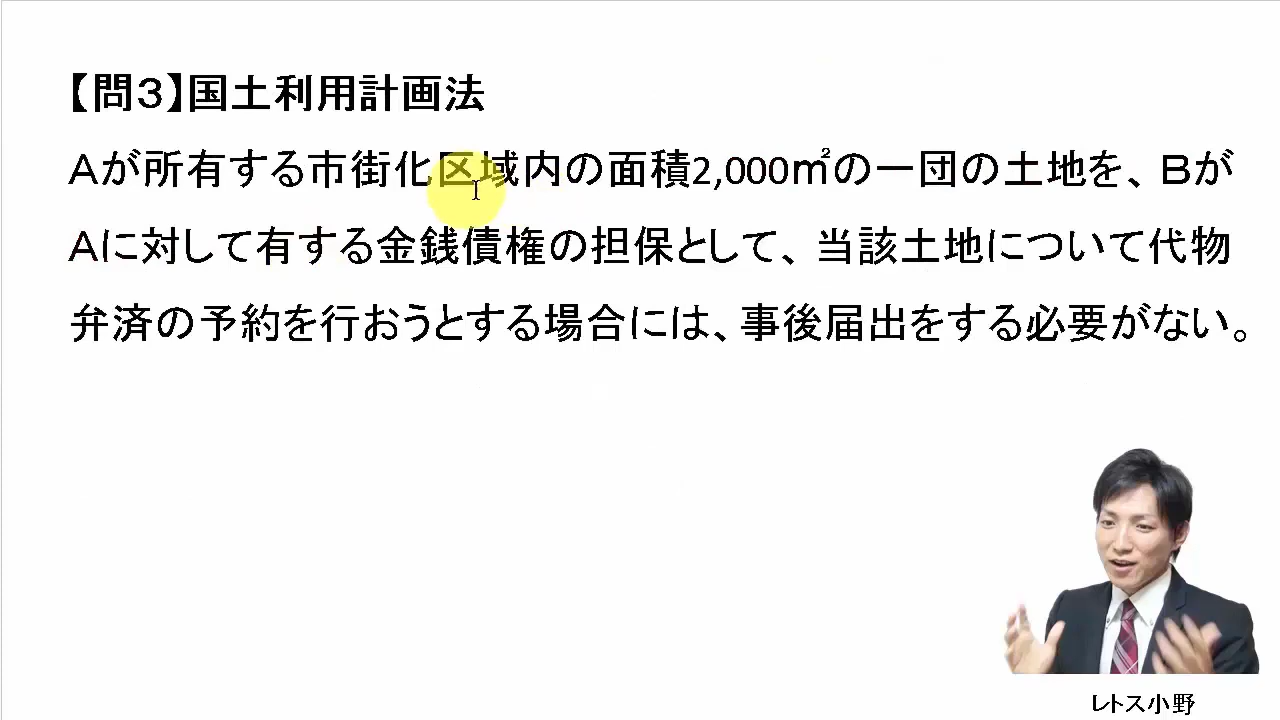 【問3】国土利用計画法
Aが所有する市街化区域内の面積2,000㎡の一団の土地を、Bが
Aに対して有する金銭債権の担保として、当該土地について代物
弁済の予約を行おうとする場合には、事後届出をする必要がない。
レトス小野